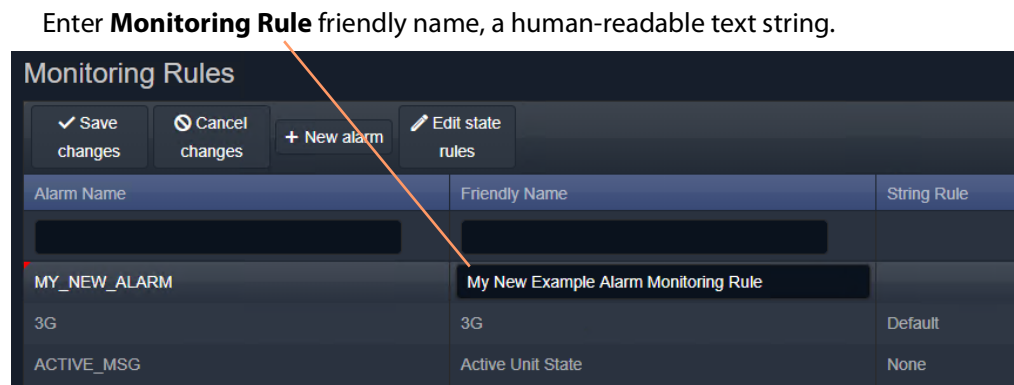 Enter Monitoring Rule friendly name, a human-readable text string.
Monitoring Rules
Save changes
Cancel changes
+ New alarm
Edit state rules
Alarm Name Friendly Name String Rule
MY_NEW_ALARM My New Example Alarm Monitoring Rule
3G 3G Default
ACTIVE_MSG Active Unit State None